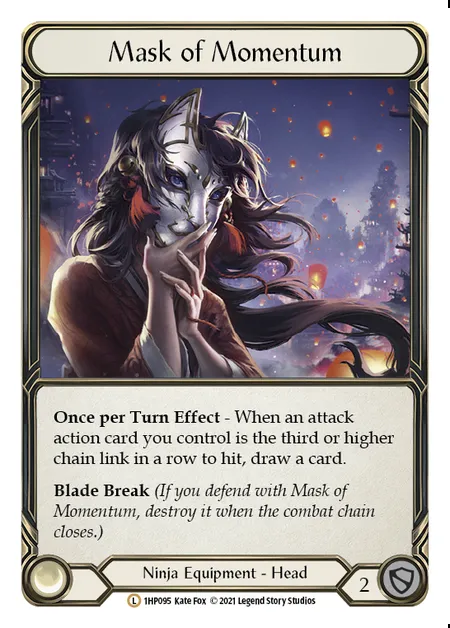 Mask of Momentum
Once per Turn Effect - When an attack
action card you control is the third or higher
chain link in a row to hit, draw a card.
Blade Break (If you defend with Mask of
Momentum, destroy it when the combat chain
closes.)
Ninja Equipment - Head
2
L 1HP095 Kate Fox © 2021 Legend Story Studios